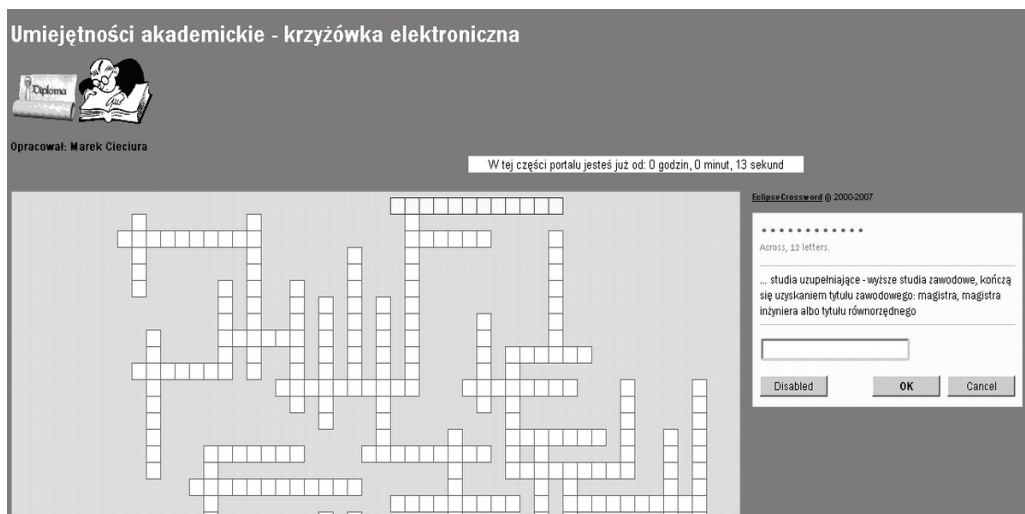 Umiejętności akademickie - krzyżówka elektroniczna
Diploma
Opracował: Marek Cieciura
W tej części portalu jesteś już od: 0 godzin, 0 minut, 13 sekund
EclipseCrossword © 2000-2007
............
Across, 12 letters.
... studia uzupełniające - wyższe studia zawodowe, kończą
się uzyskaniem tytułu zawodowego: magistra, magistra
inżyniera albo tytułu równorzędnego
Disabled OK Cancel